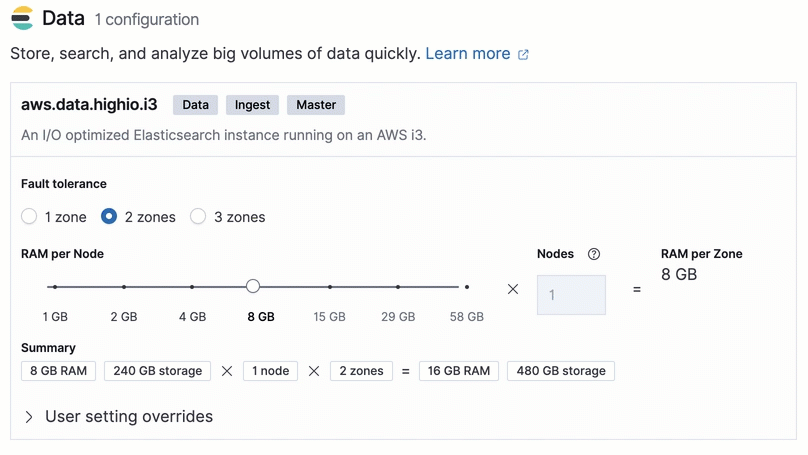 Data 1 configuration
Store, search, and analyze big volumes of data quickly. Learn more
aws.data.highio.i3 Data Ingest Master
An I/O optimized Elasticsearch instance running on an AWS i3.
Fault tolerance
1 zone 2 zones 3 zones
RAM per Node Nodes RAM per Zone
1 = 8 GB
1 GB 2 GB 4 GB 8 GB 15 GB 29 GB 58 GB
Summary
8 GB RAM 240 GB storage × 1 node × 2 zones = 16 GB RAM 480 GB storage
User setting overrides